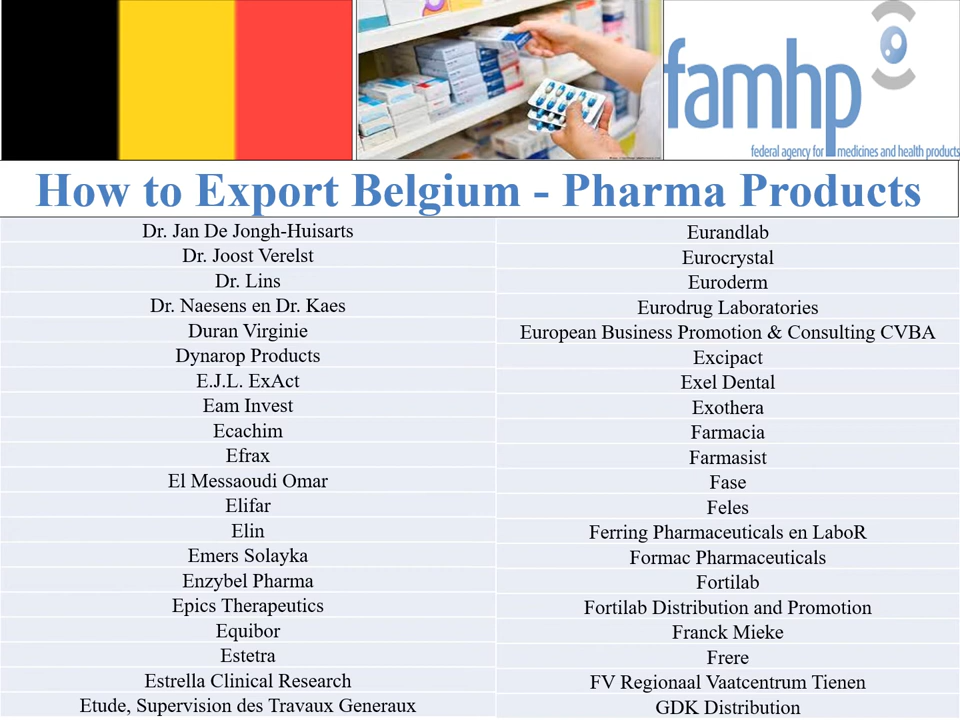 famhp
federal agency for medicines and health products
How to Export Belgium - Pharma Products
Dr. Jan De Jongh-Huisarts
Dr. Joost Verelst
Dr. Lins
Dr. Naesens en Dr. Kaes
Duran Virginie
Dynarop Products
E.J.L. ExAct
Eam Invest
Ecachim
Efrax
El Messaoudi Omar
Elifar
Elin
Emers Solayka
Enzybel Pharma
Epics Therapeutics
Equibor
Estetra
Estrella Clinical Research
Etude, Supervision des Travaux Generaux
Eurandlab
Eurocrystal
Euroderm
Eurodrug Laboratories
European Business Promotion & Consulting CVBA
Excipact
Exel Dental
Exothera
Farmacia
Farmasist
Fase
Feles
Ferring Pharmaceuticals en LaboR
Formac Pharmaceuticals
Fortilab
Fortilab Distribution and Promotion
Franck Mieke
Frere
FV Regionaal Vaatcentrum Tienen
GDK Distribution